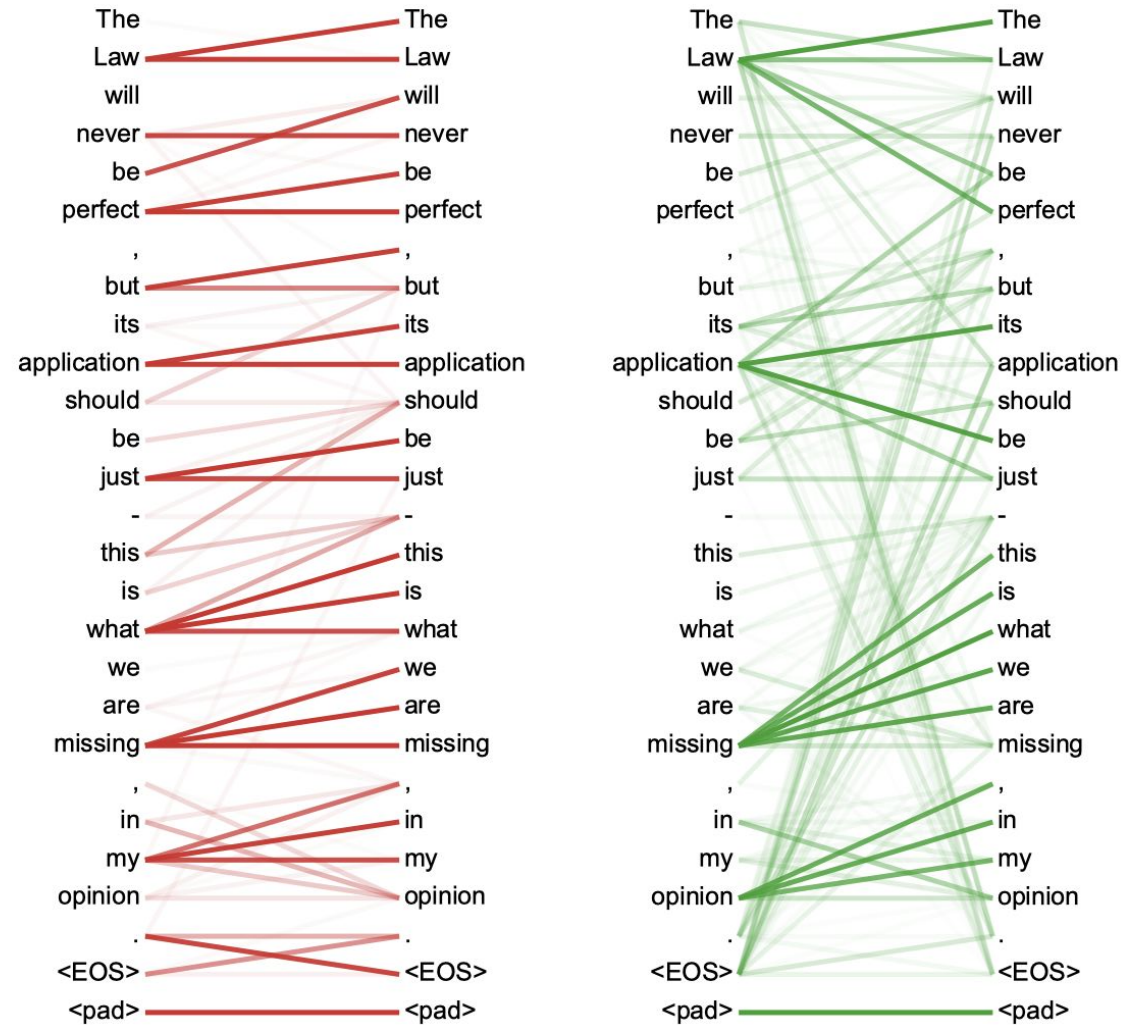 The The The The
Law Law Law Law
will will will will
never never never never
be be be be
perfect perfect perfect perfect
, , , ,
but but but but
its its its its
application application application application
should should should should
be be be be
just just just just
- - - -
this this this this
is is is is
what what what what
we we we we
are are are are
missing missing missing missing
, , , ,
in in in in
my my my my
opinion opinion opinion opinion
. . . .
<EOS> <EOS> <EOS> <EOS>
<pad> <pad> <pad> <pad>